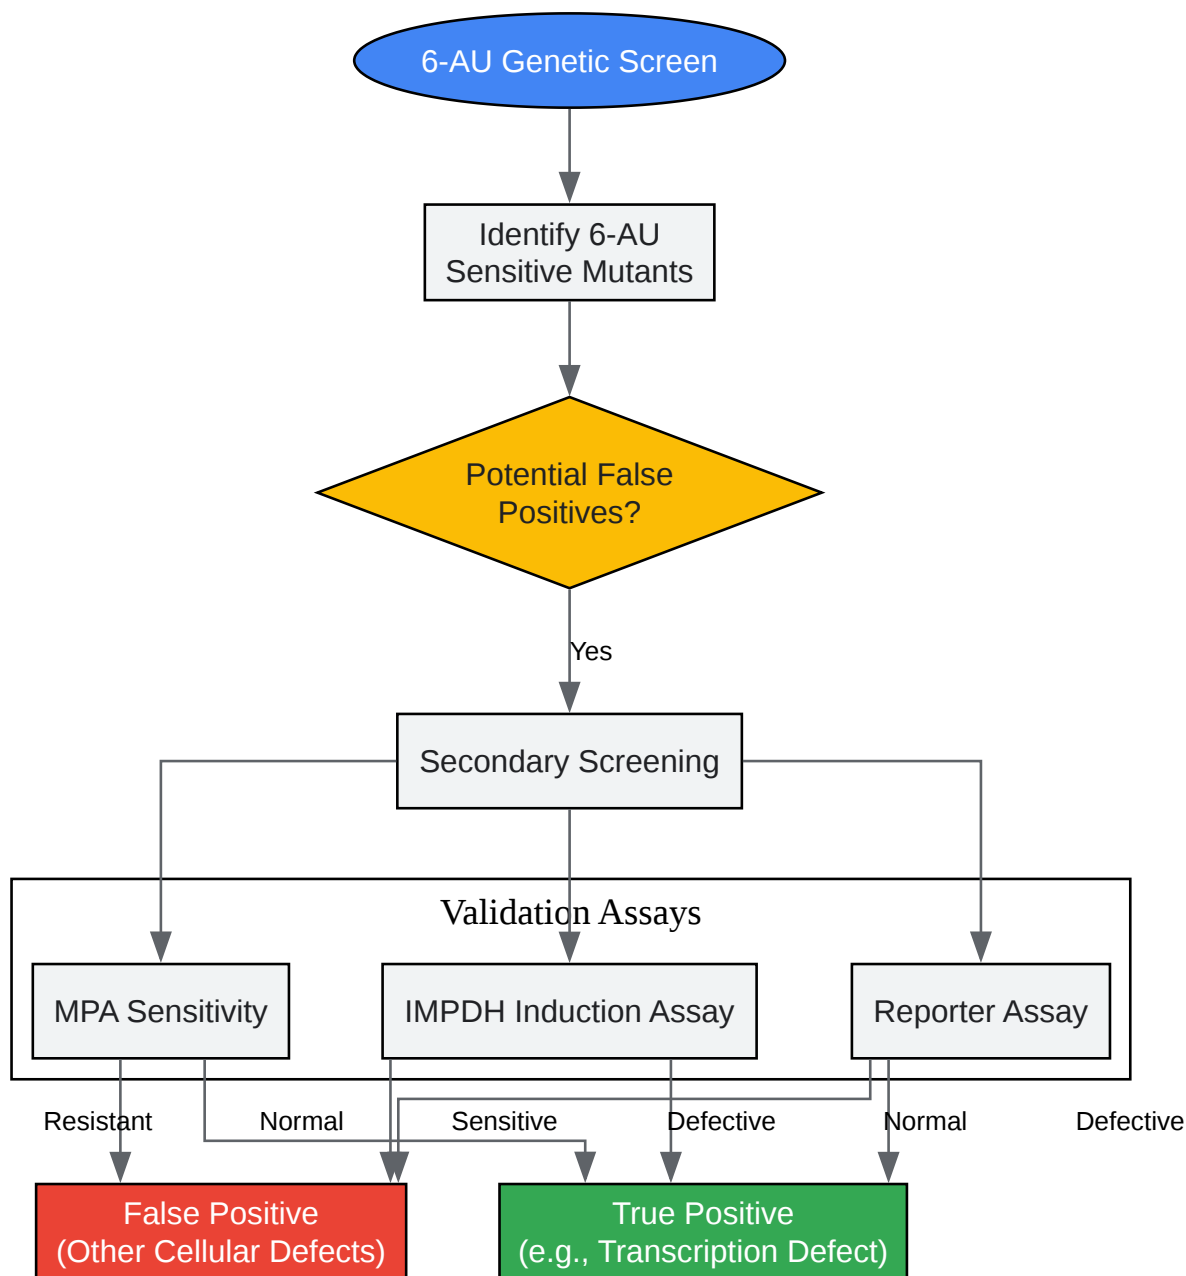 6-AU Genetic Screen
Identify 6-AU
Sensitive Mutants
Potential False
Positives?
Yes
Secondary Screening
Validation Assays
MPA Sensitivity
IMPDH Induction Assay
Reporter Assay
Resistant
Normal
Sensitive
Defective
Normal
Defective
False Positive
(Other Cellular Defects)
True Positive
(e.g., Transcription Defect)